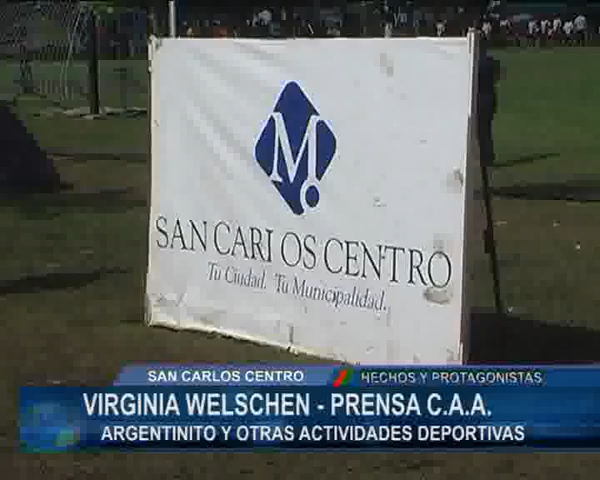 M.
SAN CARLOS CENTRO
Tu Ciudad. Tu Municipalidad.
SAN CARLOS CENTRO
HECHOS Y PROTAGONISTAS
VIRGINIA WELSCHEN - PRENSA C.A.A.
ARGENTINITO Y OTRAS ACTIVIDADES DEPORTIVAS